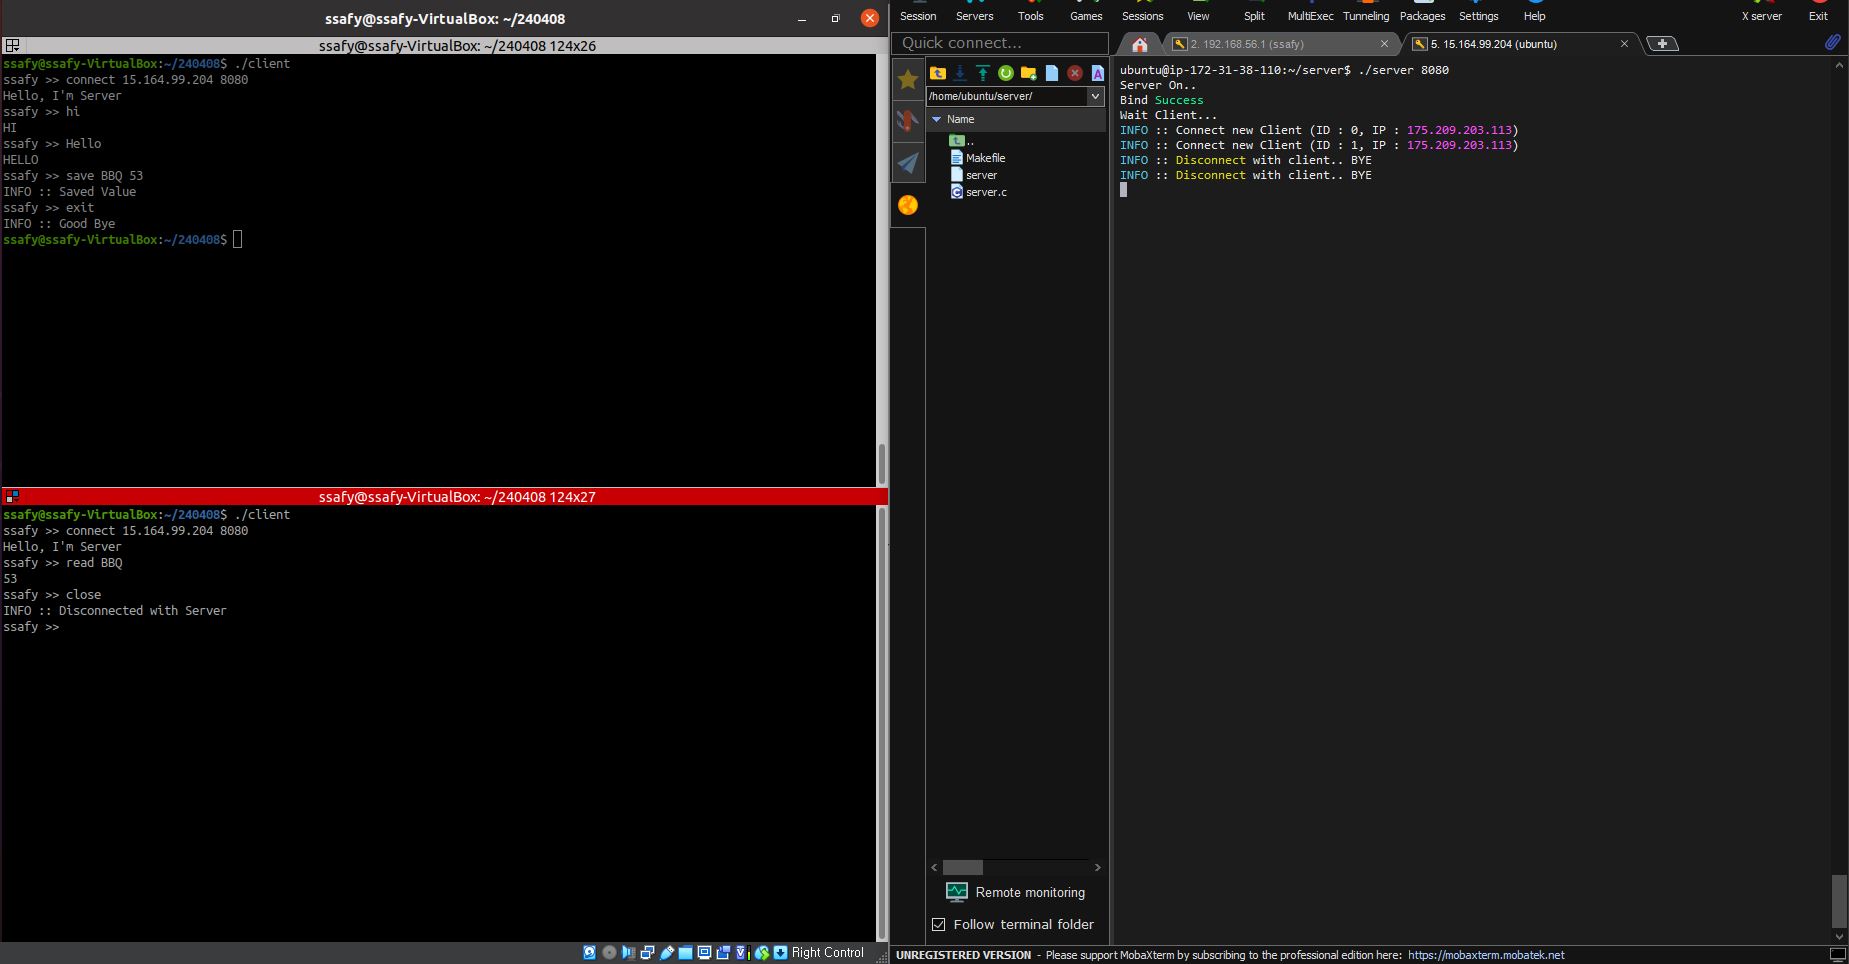 ssafy@ssafy-VirtualBox: ~/240408
ssafy@ssafy-VirtualBox: ~/240408 124x26
ssafy@ssafy-VirtualBox:~/240408$ ./client
ssafy >> connect 15.164.99.204 8080
Hello, I'm Server
ssafy >> hi
HI
ssafy >> Hello
HELLO
ssafy >> save BBQ 53
INFO :: Saved Value
ssafy >> exit
INFO :: Good Bye
ssafy@ssafy-VirtualBox:~/240408$
ssafy@ssafy-VirtualBox: ~/240408 124x27
ssafy@ssafy-VirtualBox:~/240408$ ./client
ssafy >> connect 15.164.99.204 8080
Hello, I'm Server
ssafy >> read BBQ
53
ssafy >> close
INFO :: Disconnected with Server
ssafy >>
Right Control
Session Servers Tools Games Sessions View Split MultiExec Tunneling Packages Settings Help X server Exit
Quick connect...
2. 192.168.56.1 (ssafy)
5. 15.164.99.204 (ubuntu)
/home/ubuntu/server/
Name
..
Makefile
server
server.c
Remote monitoring
Follow terminal folder
ubuntu@ip-172-31-38-110:~/server$ ./server 8080
Server On..
Bind Success
Wait Client...
INFO :: Connect new Client (ID : 0, IP : 175.209.203.113)
INFO :: Connect new Client (ID : 1, IP : 175.209.203.113)
INFO :: Disconnect with client.. BYE
INFO :: Disconnect with client.. BYE
UNREGISTERED VERSION - Please support MobaXterm by subscribing to the professional edition here: https://mobaxterm.mobatek.net